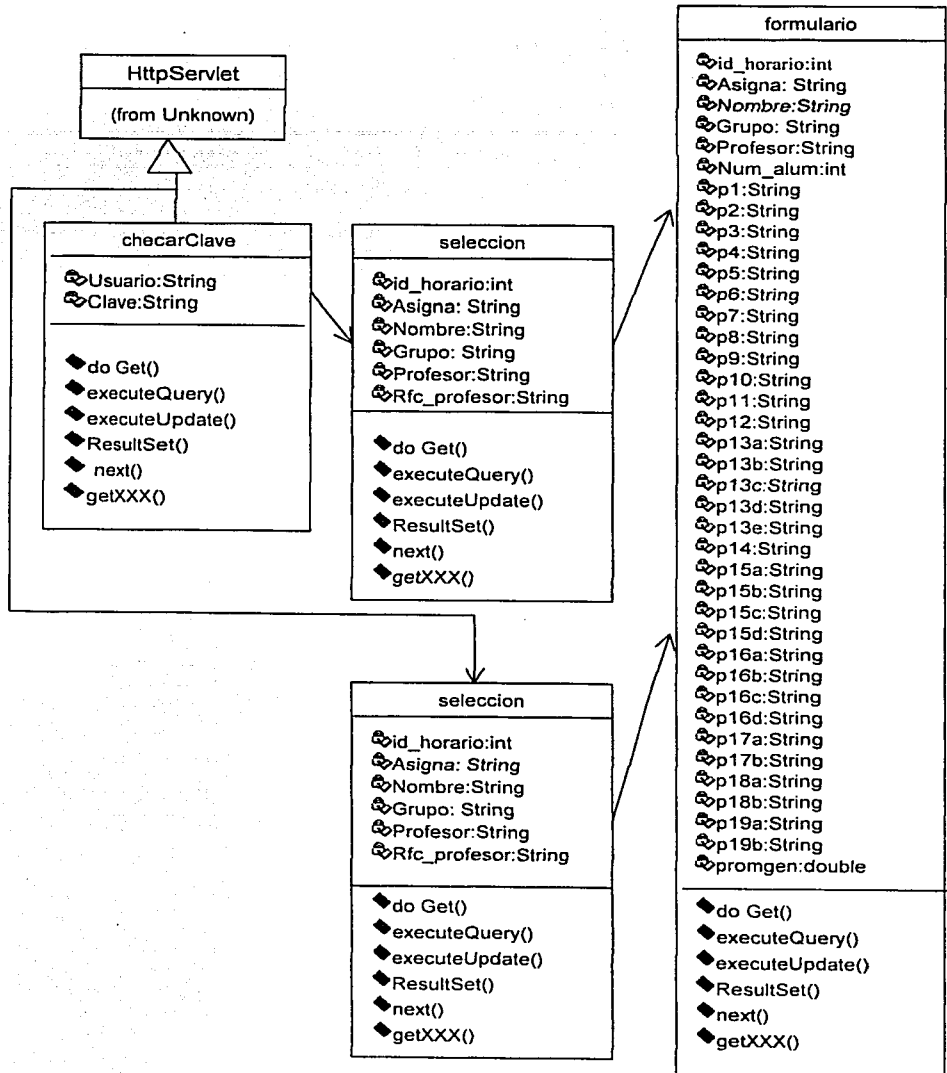 HttpServlet
(from Unknown)
checarClave
Usuario:String
Clave:String
do Get()
executeQuery()
executeUpdate()
ResultSet()
next()
getXXX()
seleccion
id_horario:int
Asigna: String
Nombre:String
Grupo: String
Profesor:String
Rfc_profesor:String
do Get()
executeQuery()
executeUpdate()
ResultSet()
next()
getXXX()
seleccion
id_horario:int
Asigna: String
Nombre:String
Grupo: String
Profesor:String
Rfc_profesor:String
do Get()
executeQuery()
executeUpdate()
ResultSet()
next()
getXXX()
formulario
id_horario:int
Asigna: String
Nombre:String
Grupo: String
Profesor:String
Num_alum:int
p1:String
p2:String
p3:String
p4:String
p5:String
p6:String
p7:String
p8:String
p9:String
p10:String
p11:String
p12:String
p13a:String
p13b:String
p13c:String
p13d:String
p13e:String
p14:String
p15a:String
p15b:String
p15c:String
p15d:String
p16a:String
p16b:String
p16c:String
p16d:String
p17a:String
p17b:String
p18a:String
p18b:String
p19a:String
p19b:String
promgen:double
do Get()
executeQuery()
executeUpdate()
ResultSet()
next()
getXXX()